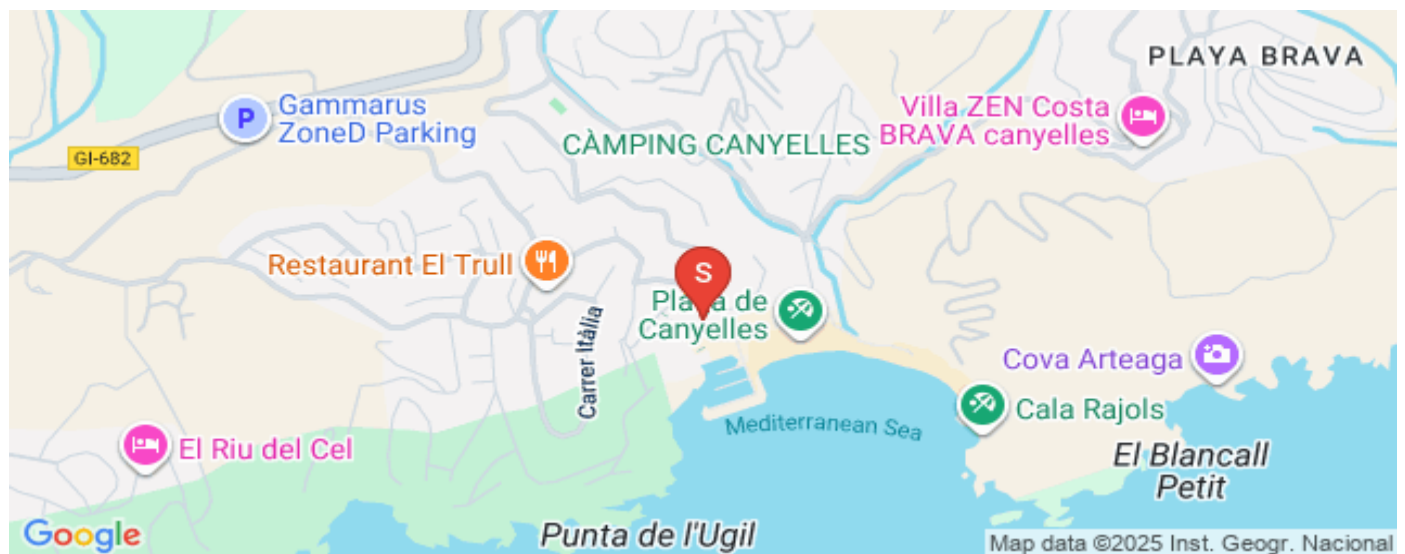 PLAYA BRAVA
Gammarus
ZoneD Parking
P
Villa ZEN Costa
BRAVA canyelles
CÀMPING CANYELLES
GI-682
Restaurant El Trull
S
Playa de
Canyelles
Carrer Itàlia
Cova Arteaga
Cala Rajols
Mediterranean Sea
El Riu del Cel
El Blancall
Petit
Punta de l'Ugil
Google
Map data ©2025 Inst. Geogr. Nacional